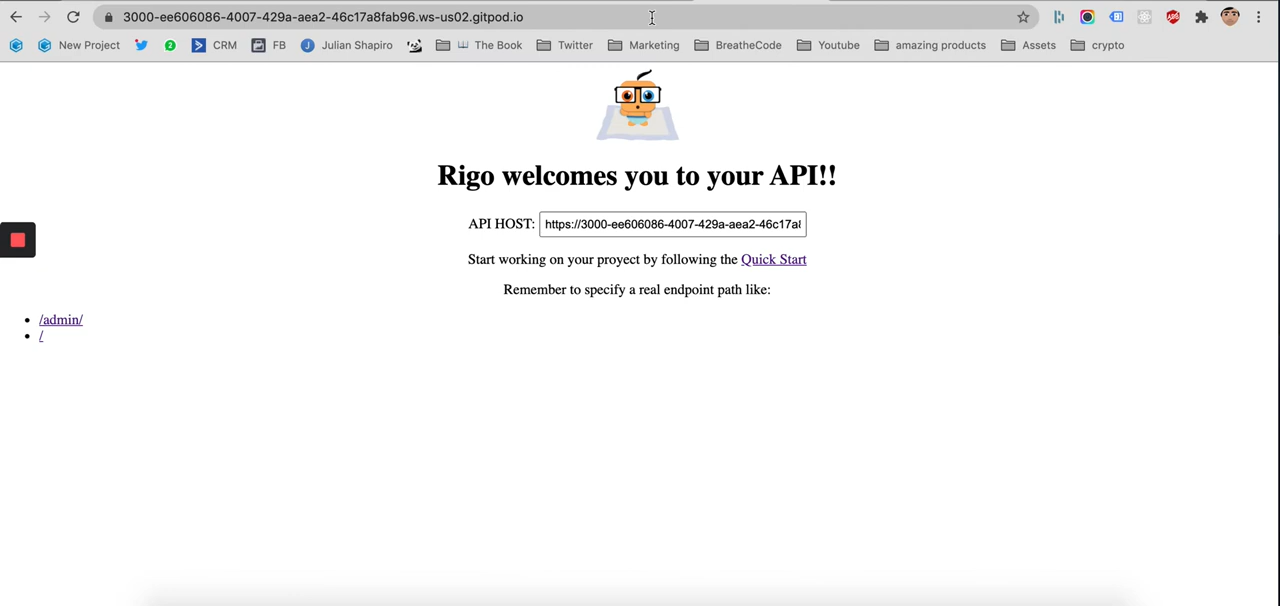 3000-ee606086-4007-429a-aea2-46c17a8fab96.ws-us02.gitpod.io
New Project 2 CRM FB Julian Shapiro The Book Twitter Marketing BreatheCode Youtube amazing products Assets crypto
Rigo welcomes you to your API!!
API HOST: https://3000-ee606086-4007-429a-aea2-46c17a8
Start working on your proyect by following the Quick Start
Remember to specify a real endpoint path like:
/admin/
/